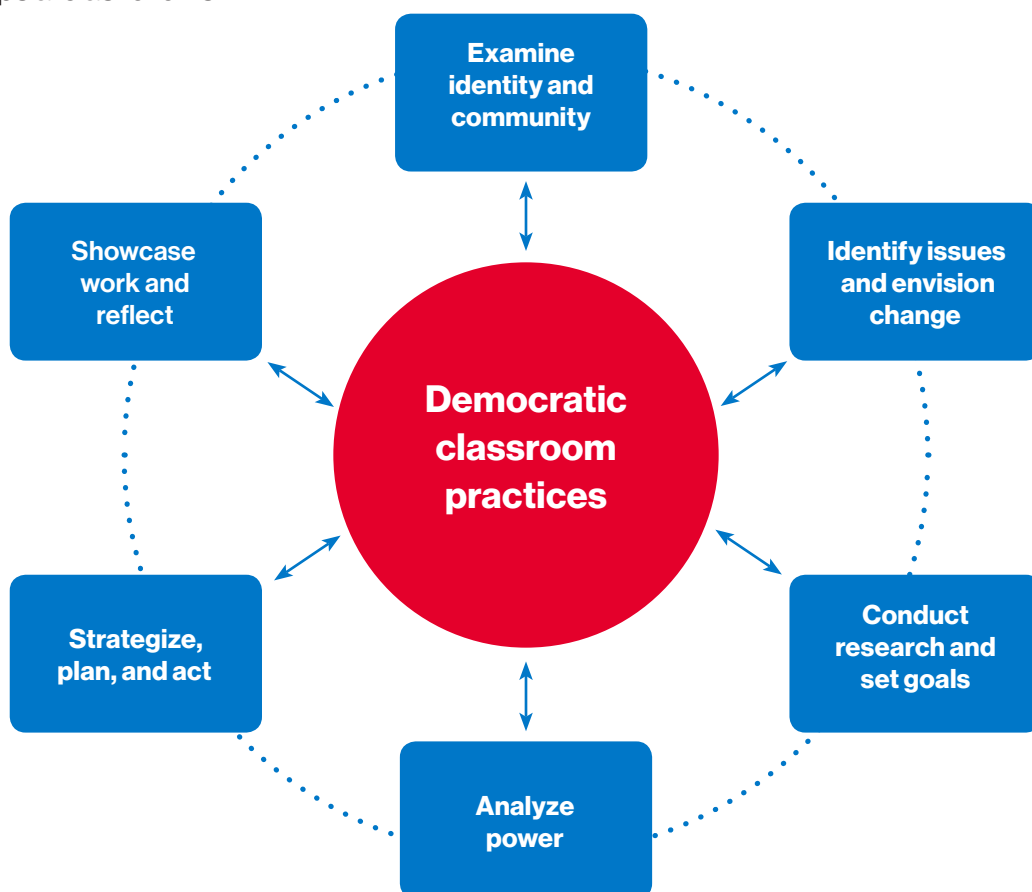 Examine
identity and
community
Identify issues
and envision
change
Conduct
research and
set goals
Analyze
power
Strategize,
plan, and act
Showcase
work and
reflect
Democratic
classroom
practices